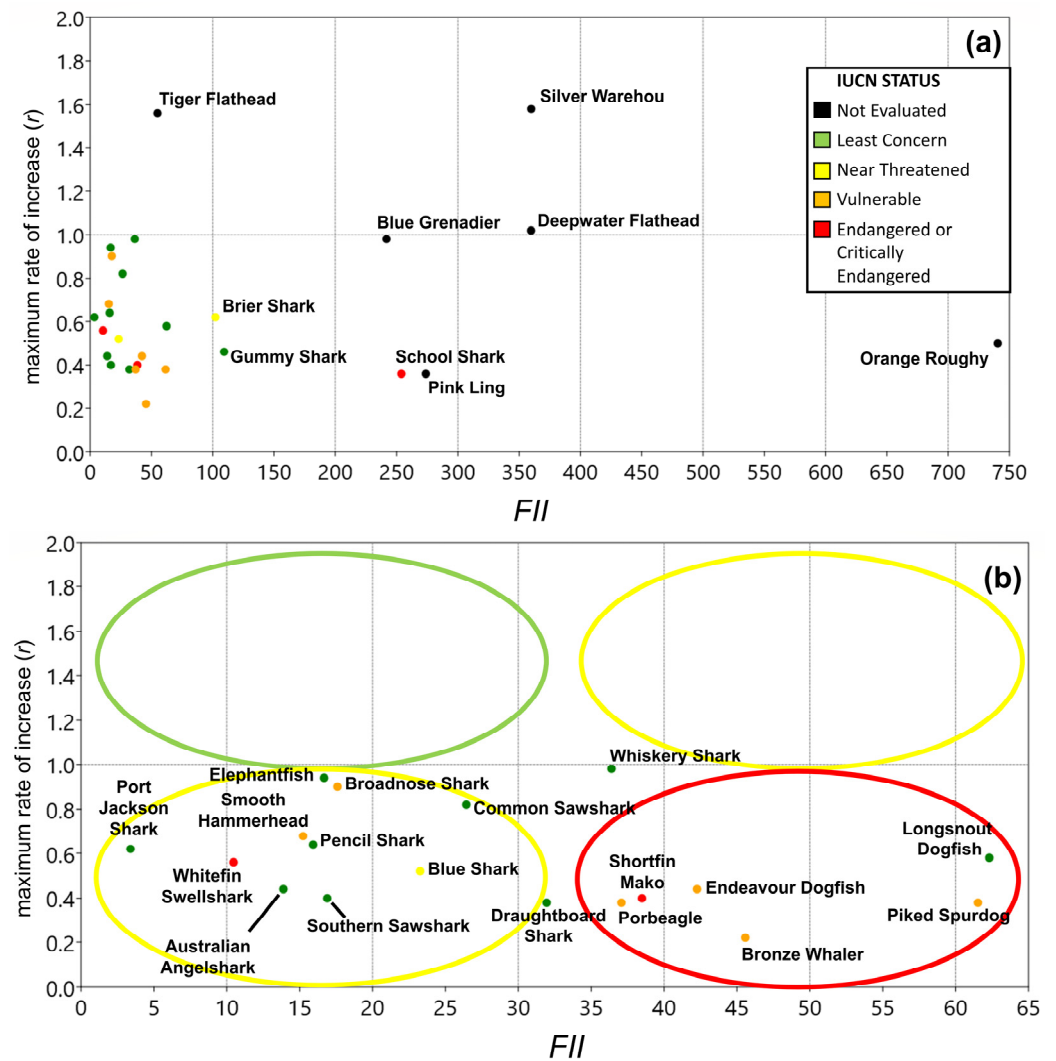 (a)
2.0
1.8
1.6
1.4
1.2
1.0
0.8
0.6
0.4
0.2
0.0
maximum rate of increase (r)
Tiger Flathead
Silver Warehou
Blue Grenadier
Deepwater Flathead
Brier Shark
Gummy Shark
School Shark
Pink Ling
Orange Roughy
IUCN STATUS
Not Evaluated
Least Concern
Near Threatened
Vulnerable
Endangered or
Critically
Endangered
0 50 100 150 200 250 300 350 400 450 500 550 600 650 700 750
FII
(b)
2.0
1.8
1.6
1.4
1.2
1.0
0.8
0.6
0.4
0.2
0.0
maximum rate of increase (r)
Whiskery Shark
Elephantfish
Broadnose Shark
Port
Jackson
Shark
Smooth
Hammerhead
Common Sawshark
Pencil Shark
Longsnout
Dogfish
Whitefin
Swellshark
Blue Shark
Shortfin
Mako
Endeavour Dogfish
Southern Sawshark
Draughtboard
Shark
Porbeagle
Piked Spurdog
Australian
Angelshark
Bronze Whaler
0 5 10 15 20 25 30 35 40 45 50 55 60 65
FII